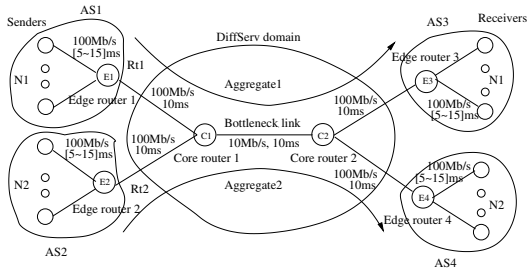 Senders
AS1
100Mb/s
[5~15]ms
N1
E1
Rt1
Edge router 1
100Mb/s
10ms
DiffServ domain
Aggregate1
AS3
Receivers
Edge router 3
E3
N1
100Mb/s
[5~15]ms
100Mb/s
10ms
C1
Core router 1
Bottleneck link
10Mb/s, 10ms
C2
Core router 2
100Mb/s
[5~15]ms
N2
E2
Rt2
Edge router 2
AS2
100Mb/s
10ms
Aggregate2
100Mb/s
10ms
100Mb/s
[5~15]ms
E4
N2
Edge router 4
AS4